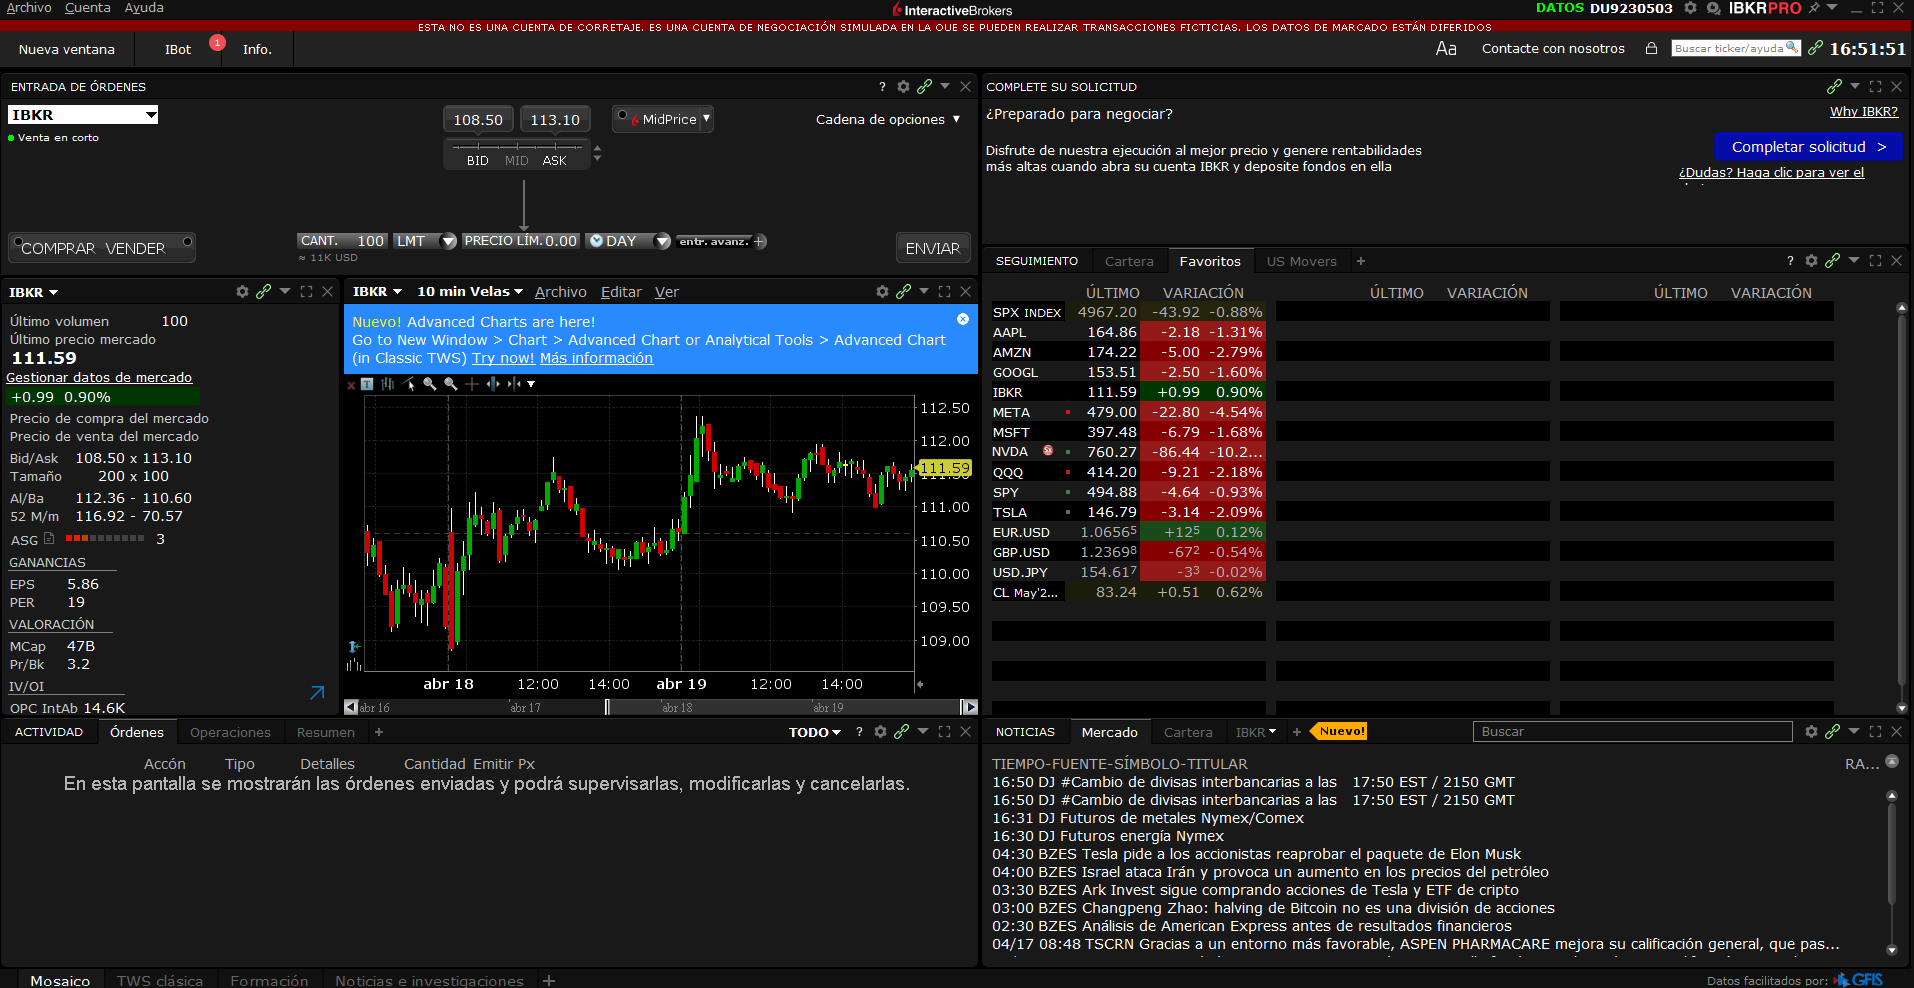 Archivo Cuenta Ayuda
InteractiveBrokers
DATOS DU9230503 IBKRPRO
ESTA NO ES UNA CUENTA DE CORRETAJE. ES UNA CUENTA DE NEGOCIACIÓN SIMULADA EN LA QUE SE PUEDEN REALIZAR TRANSACCIONES FICTICIAS. LOS DATOS DE MERCADO ESTÁN DIFERIDOS
Nueva ventana IBot 1 Info.
Aa Contacte con nosotros Buscar ticker/ayuda 16:51:51
ENTRADA DE ÓRDENES ?
IBKR
Venta en corto
108.50 113.10 MidPrice Cadena de opciones
BID MID ASK
COMPRAR VENDER CANT. 100 LMT PRECIO LÍM. 0.00 DAY entr. avanz. + ENVIAR
≈ 11K USD
COMPLETE SU SOLICITUD
¿Preparado para negociar? Why IBKR?
Disfrute de nuestra ejecución al mejor precio y genere rentabilidades
más altas cuando abra su cuenta IBKR y deposite fondos en ella
Completar solicitud >
¿Dudas? Haga clic para ver el
IBKR
Último volumen 100
Último precio mercado
111.59
Gestionar datos de mercado
+0.99 0.90%
Precio de compra del mercado
Precio de venta del mercado
Bid/Ask 108.50 x 113.10
Tamaño 200 x 100
Al/Ba 112.36 - 110.60
52 M/m 116.92 - 70.57
ASG 3
GANANCIAS
EPS 5.86
PER 19
VALORACIÓN
MCap 47B
Pr/Bk 3.2
IV/OI
OPC IntAb 14.6K
IBKR 10 min Velas Archivo Editar Ver
Nuevo! Advanced Charts are here!
Go to New Window > Chart > Advanced Chart or Analytical Tools > Advanced Chart
(in Classic TWS) Try now! Más información
112.50
112.00
111.59
111.00
110.50
110.00
109.50
109.00
abr 18 12:00 14:00 abr 19 12:00 14:00
abr 16 abr 17 abr 18 abr 19
SEGUIMIENTO Cartera Favoritos US Movers + ?
ÚLTIMO VARIACIÓN ÚLTIMO VARIACIÓN ÚLTIMO VARIACIÓN
SPX INDEX 4967.20 -43.92 -0.88%
AAPL 164.86 -2.18 -1.31%
AMZN 174.22 -5.00 -2.79%
GOOGL 153.51 -2.50 -1.60%
IBKR 111.59 +0.99 0.90%
META 479.00 -22.80 -4.54%
MSFT 397.48 -6.79 -1.68%
NVDA 760.27 -86.44 -10.2...
QQQ 414.20 -9.21 -2.18%
SPY 494.88 -4.64 -0.93%
TSLA 146.79 -3.14 -2.09%
EUR.USD 1.06565 +125 0.12%
GBP.USD 1.23698 -672 -0.54%
USD.JPY 154.617 -33 -0.02%
CL May'2... 83.24 +0.51 0.62%
ACTIVIDAD Órdenes Operaciones Resumen + TODO ?
Acción Tipo Detalles Cantidad Emitir Px
En esta pantalla se mostrarán las órdenes enviadas y podrá supervisarlas, modificarlas y cancelarlas.
NOTICIAS Mercado Cartera IBKR + Nuevo! Buscar
TIEMPO-FUENTE-SÍMBOLO-TITULAR RA...
16:50 DJ #Cambio de divisas interbancarias a las 17:50 EST / 2150 GMT
16:50 DJ #Cambio de divisas interbancarias a las 17:50 EST / 2150 GMT
16:31 DJ Futuros de metales Nymex/Comex
16:30 DJ Futuros energía Nymex
04:30 BZES Tesla pide a los accionistas reaprobar el paquete de Elon Musk
04:00 BZES Israel ataca Irán y provoca un aumento en los precios del petróleo
03:30 BZES Ark Invest sigue comprando acciones de Tesla y ETF de cripto
03:00 BZES Changpeng Zhao: halving de Bitcoin no es una división de acciones
02:30 BZES Análisis de American Express antes de resultados financieros
04/17 08:48 TSCRN Gracias a un entorno más favorable, ASPEN PHARMACARE mejora su calificación general, que pas...
Mosaico TWS clásica Formación Noticias e investigaciones +
Datos facilitados por: GFIS